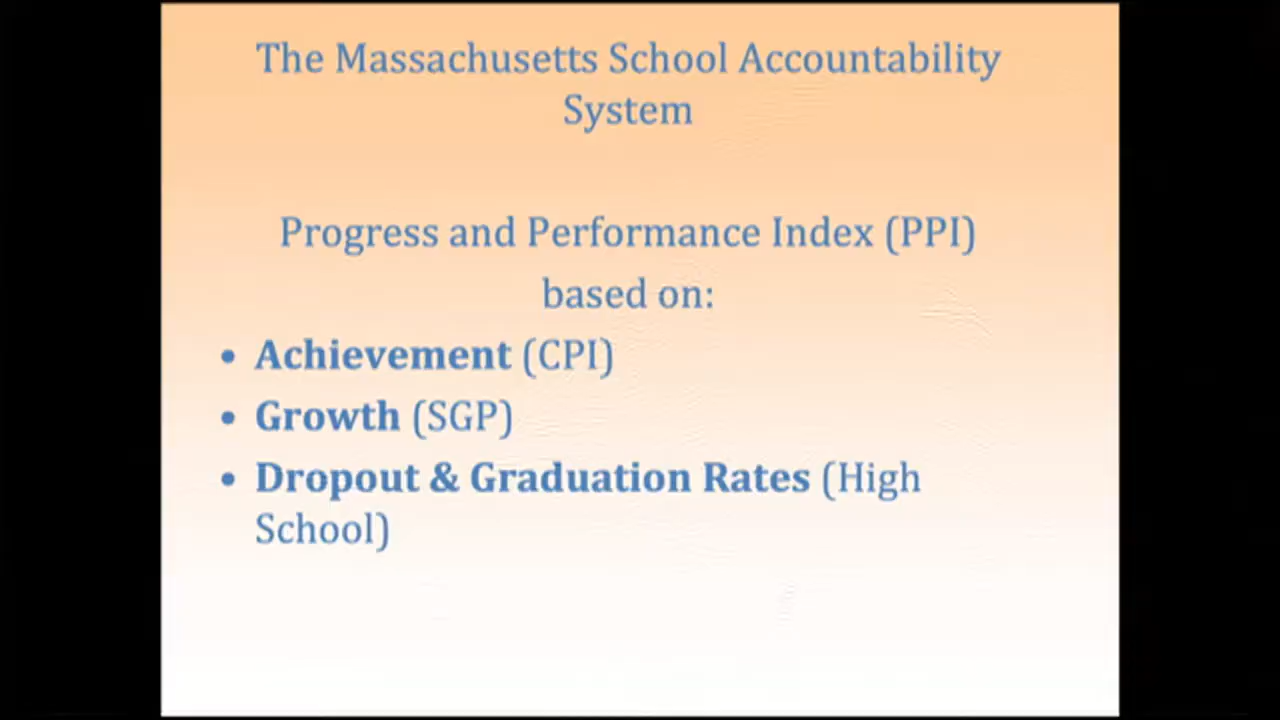 The Massachusetts School Accountability
System
Progress and Performance Index (PPI)
based on:
• Achievement (CPI)
• Growth (SGP)
• Dropout & Graduation Rates (High
School)